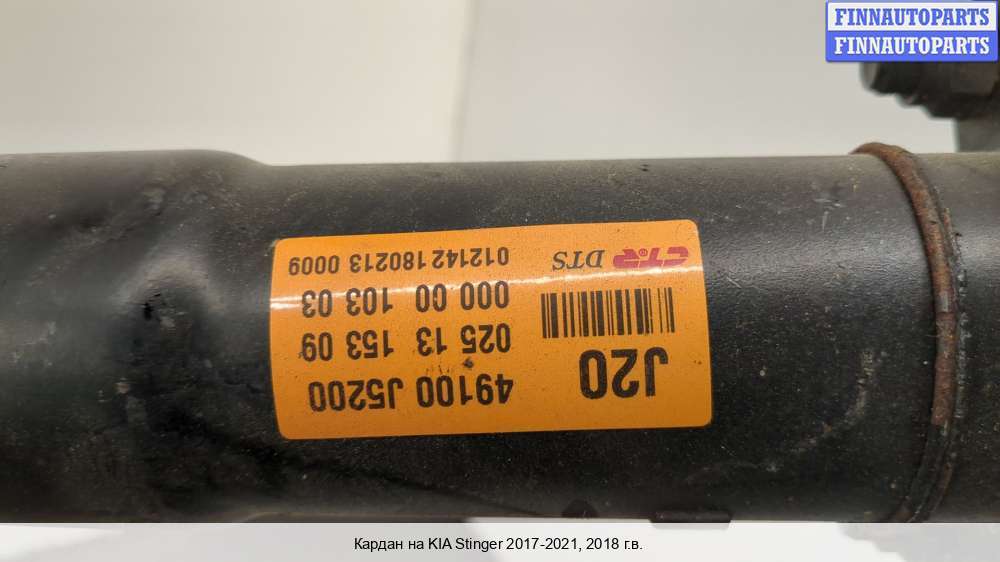 FINNAUTOPARTS
FINNAUTOPARTS
J20
49100 J5200
025 13 153 09
000 00 103 03
CTR DTS
012142 180213 0009
Кардан на KIA Stinger 2017-2021, 2018 г.в.